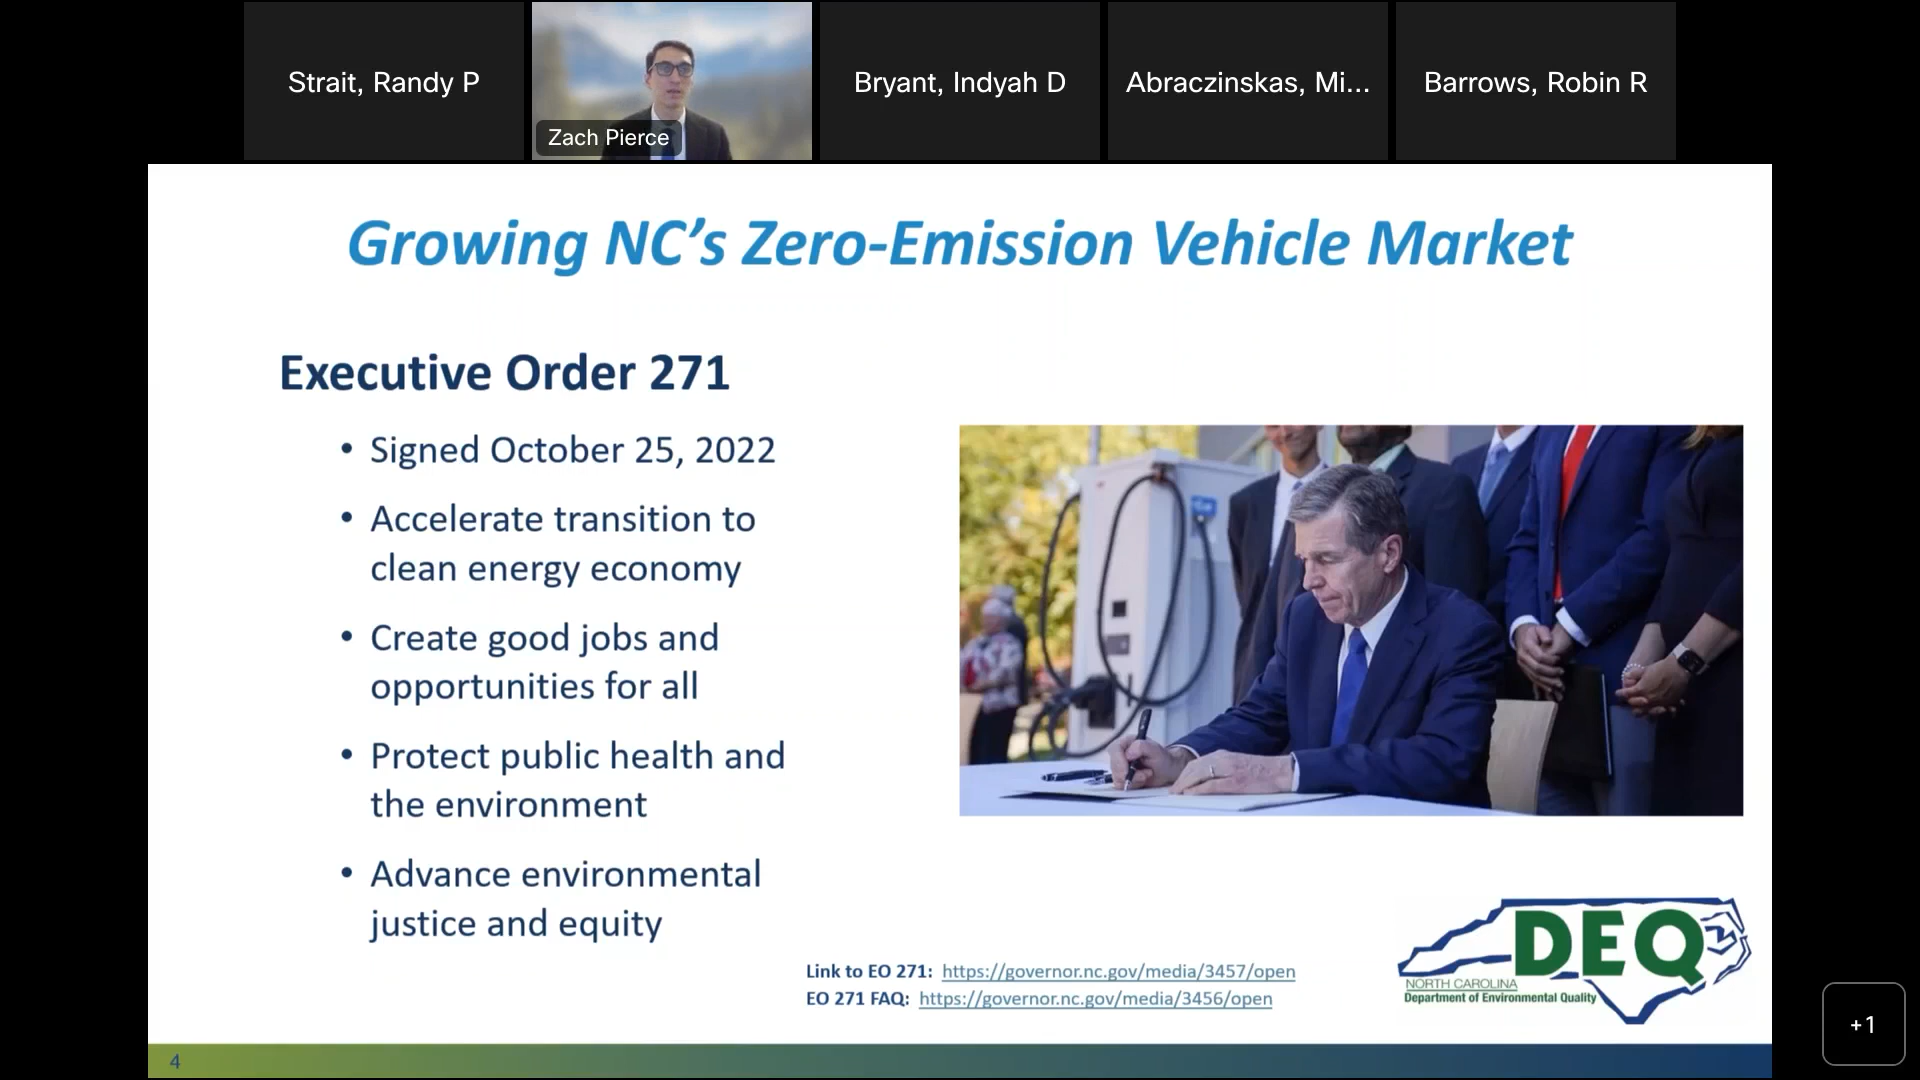 Strait, Randy P
Zach Pierce
Bryant, Indyah D
Abraczinskas, Mi...
Barrows, Robin R
Growing NC’s Zero-Emission Vehicle Market
Executive Order 271
• Signed October 25, 2022
• Accelerate transition to
clean energy economy
• Create good jobs and
opportunities for all
• Protect public health and
the environment
• Advance environmental
justice and equity
Link to EO 271: https://governor.nc.gov/media/3457/open
EO 271 FAQ: https://governor.nc.gov/media/3456/open
DEQ
NORTH CAROLINA
Department of Environmental Quality
+1
4